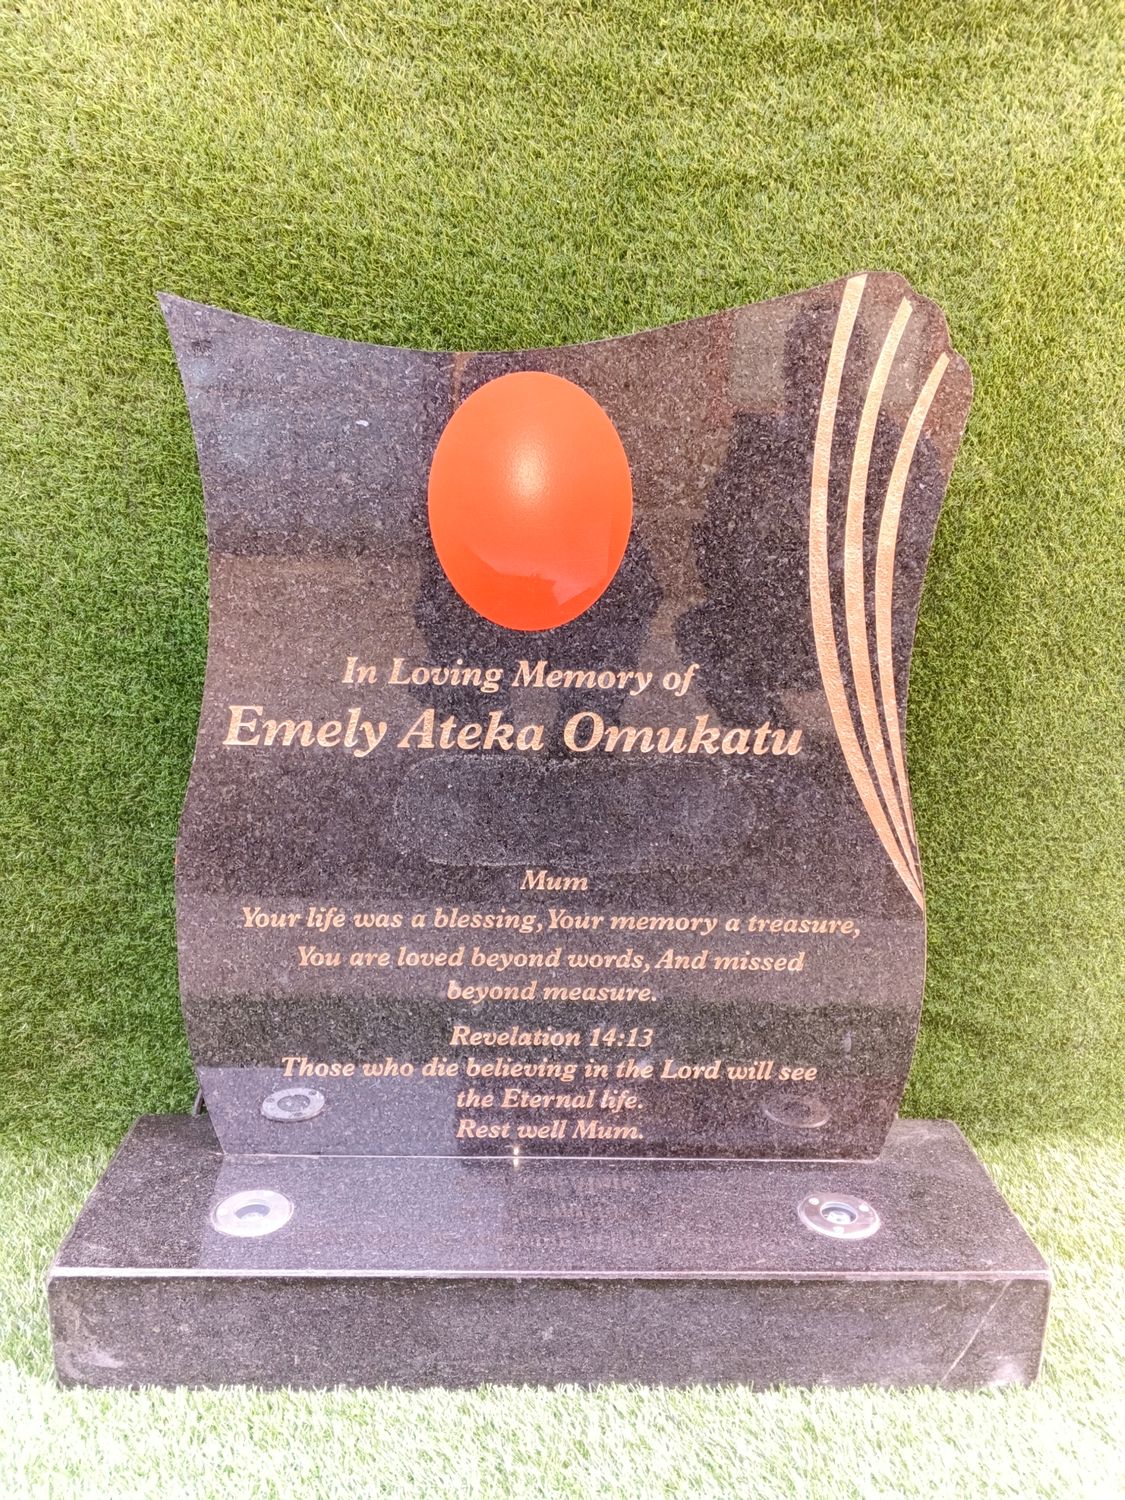 In Loving Memory of
Emely Ateka Omukatu
Mum
Your life was a blessing, Your memory a treasure,
You are loved beyond words, And missed
beyond measure.
Revelation 14:13
Those who die believing in the Lord will see
the Eternal life.
Rest well Mum.